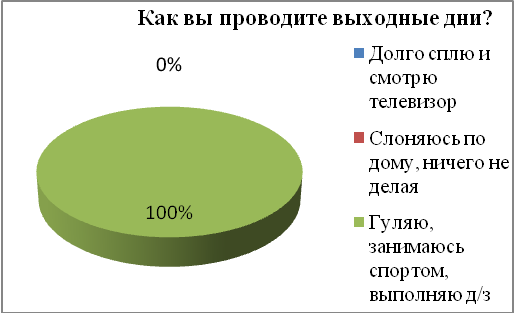 Как вы проводите выходные дни?
0%
100%
Долго сплю и
смотрю
телевизор
Слоняюсь по
дому, ничего не
делая
Гуляю,
занимаюсь
спортом,
выполняю д/з